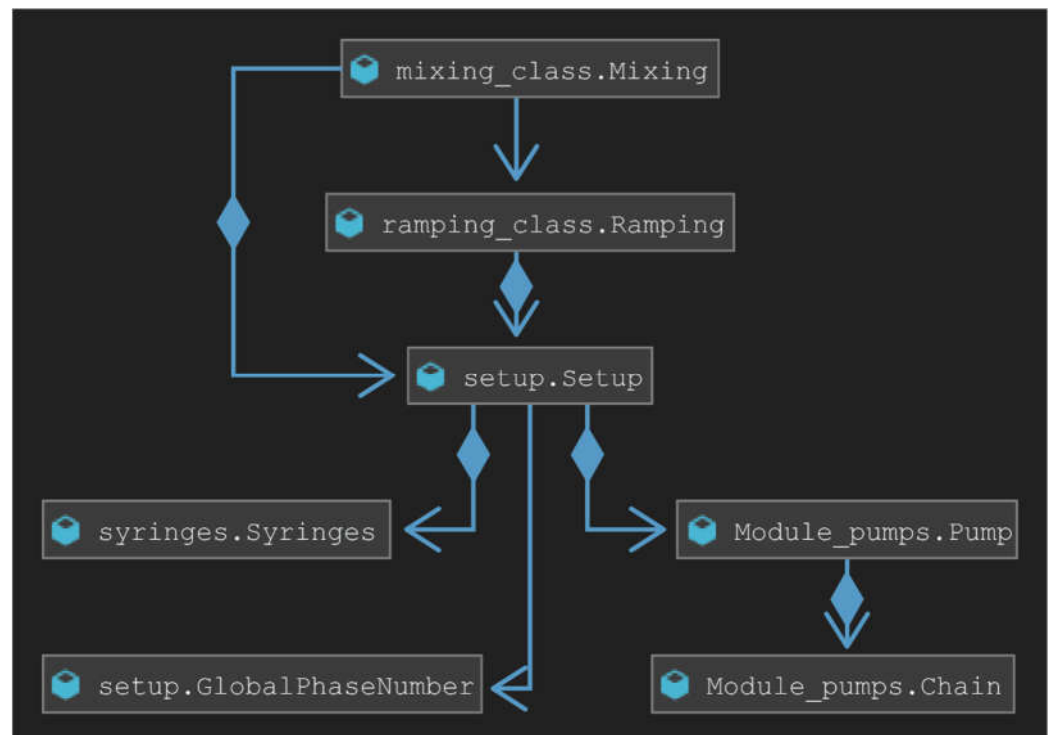 mixing_class.Mixing
ramping_class.Ramping
setup.Setup
syringes.Syringes
Module_pumps.Pump
setup.GlobalPhaseNumber
Module_pumps.Chain